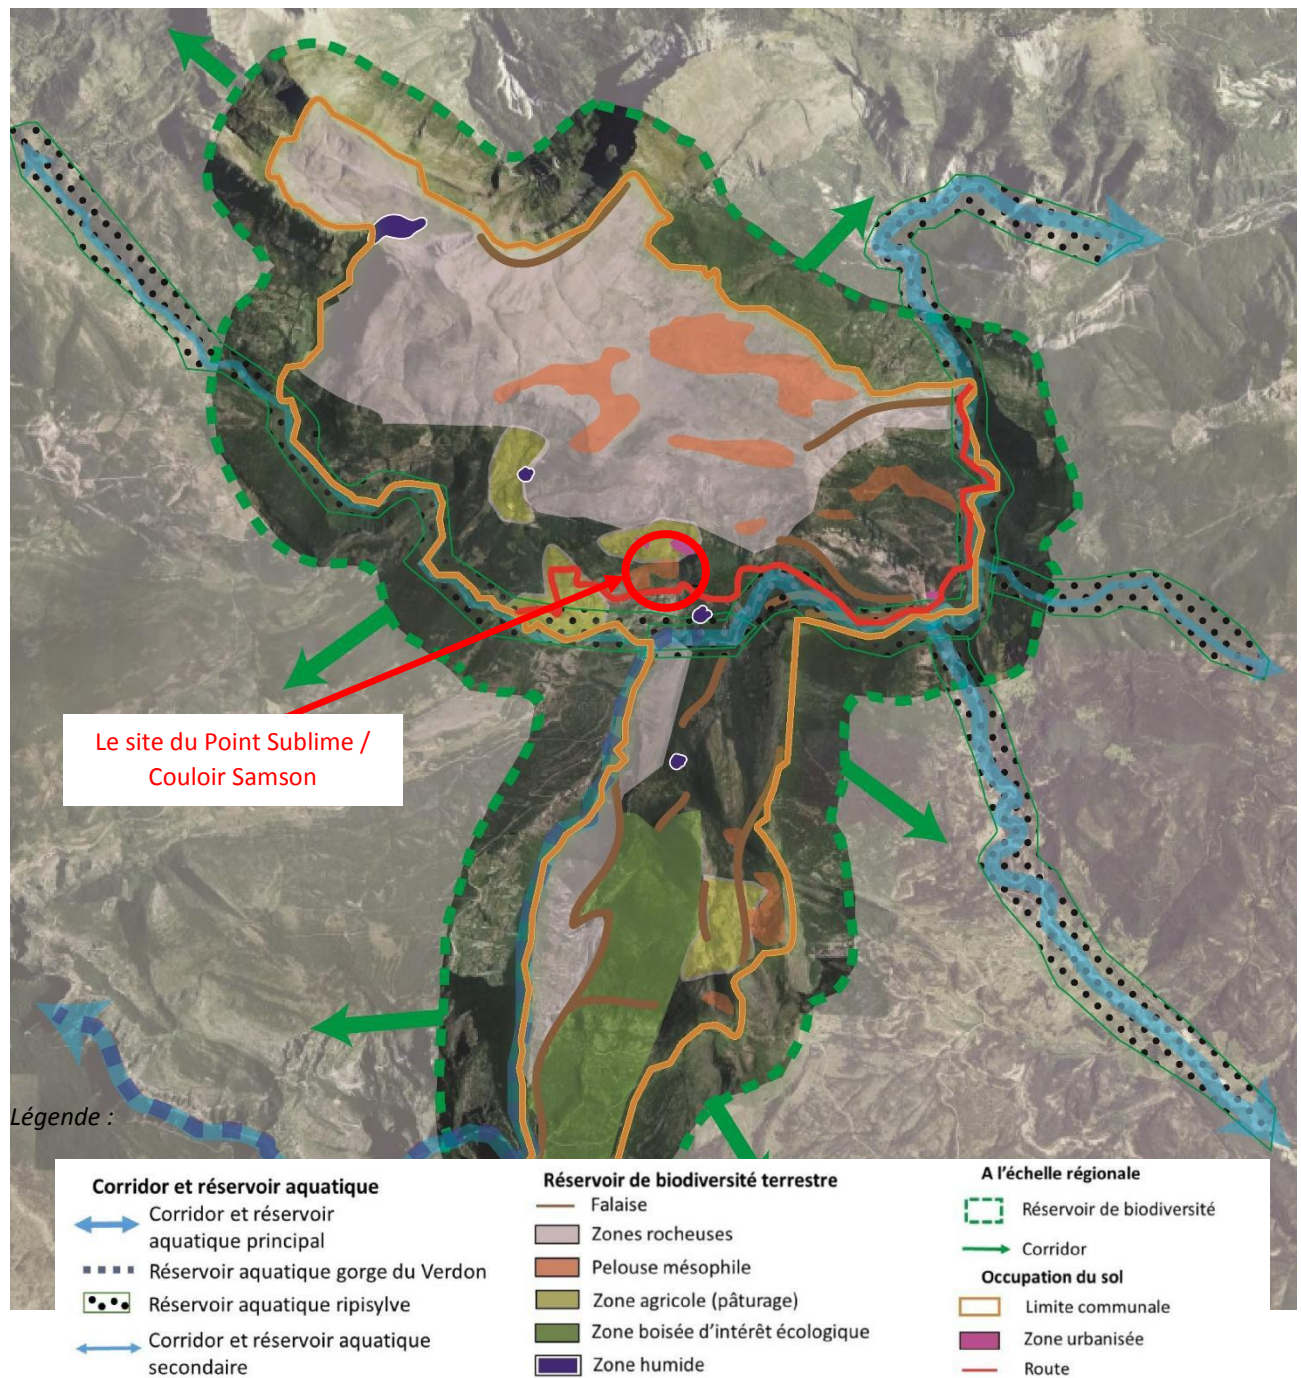 Le site du Point Sublime /
Couloir Samson
Légende :
Corridor et réservoir aquatique
Corridor et réservoir
aquatique principal
Réservoir aquatique gorge du Verdon
Réservoir aquatique ripisylve
Corridor et réservoir aquatique
secondaire
Réservoir de biodiversité terrestre
Falaise
Zones rocheuses
Pelouse mésophile
Zone agricole (pâturage)
Zone boisée d'intérêt écologique
Zone humide
A l'échelle régionale
Réservoir de biodiversité
Corridor
Occupation du sol
Limite communale
Zone urbanisée
Route